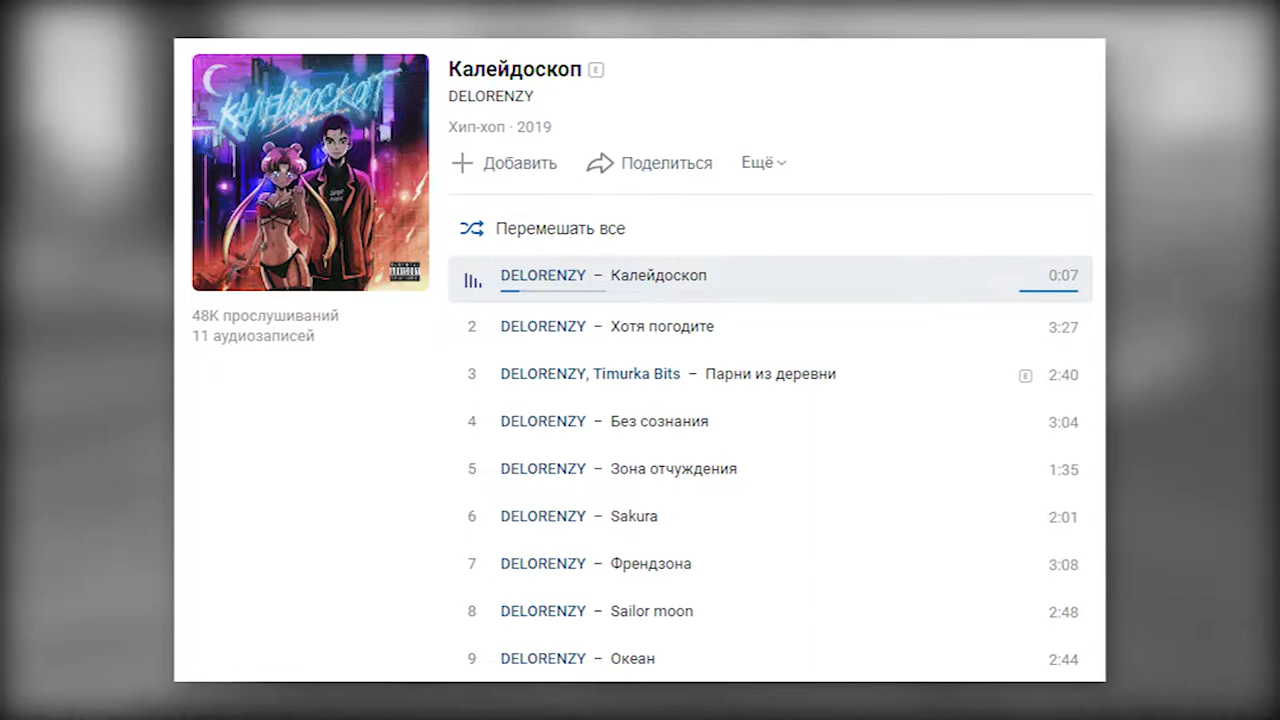 КАЛЕЙДОСКОП
Калейдоскоп E
DELORENZY
Хип-хоп · 2019
Добавить Поделиться Ещё
Перемешать все
DELORENZY – Калейдоскоп 0:07
2 DELORENZY – Хотя погодите 3:27
3 DELORENZY, Timurka Bits – Парни из деревни E 2:40
4 DELORENZY – Без сознания 3:04
5 DELORENZY – Зона отчуждения 1:35
6 DELORENZY – Sakura 2:01
7 DELORENZY – Френдзона 3:08
8 DELORENZY – Sailor moon 2:48
9 DELORENZY – Океан 2:44
48K прослушиваний
11 аудиозаписей